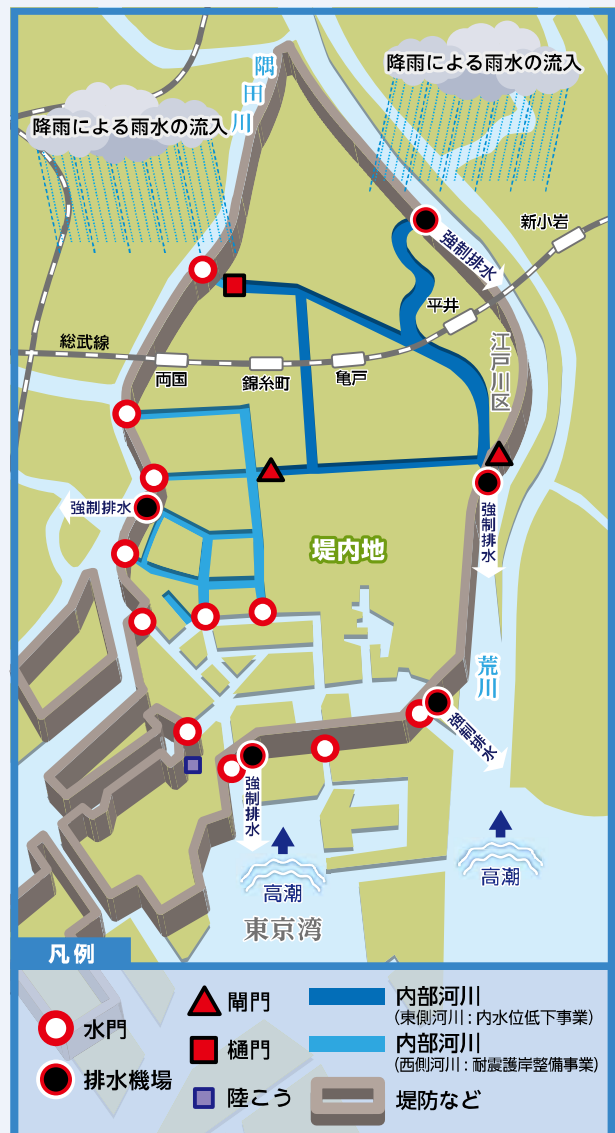 隅田川
降雨による雨水の流入
降雨による雨水の流入
新小岩
強制排水
平井
総武線
両国
錦糸町
亀戸
江戸川区
強制排水
強制排水
堤内地
荒川
強制排水
強制排水
高潮
高潮
東京湾
凡例
水門
排水機場
閘門
樋門
陸こう
内部河川
(東側河川:内水位低下事業)
内部河川
(西側河川:耐震護岸整備事業)
堤防など